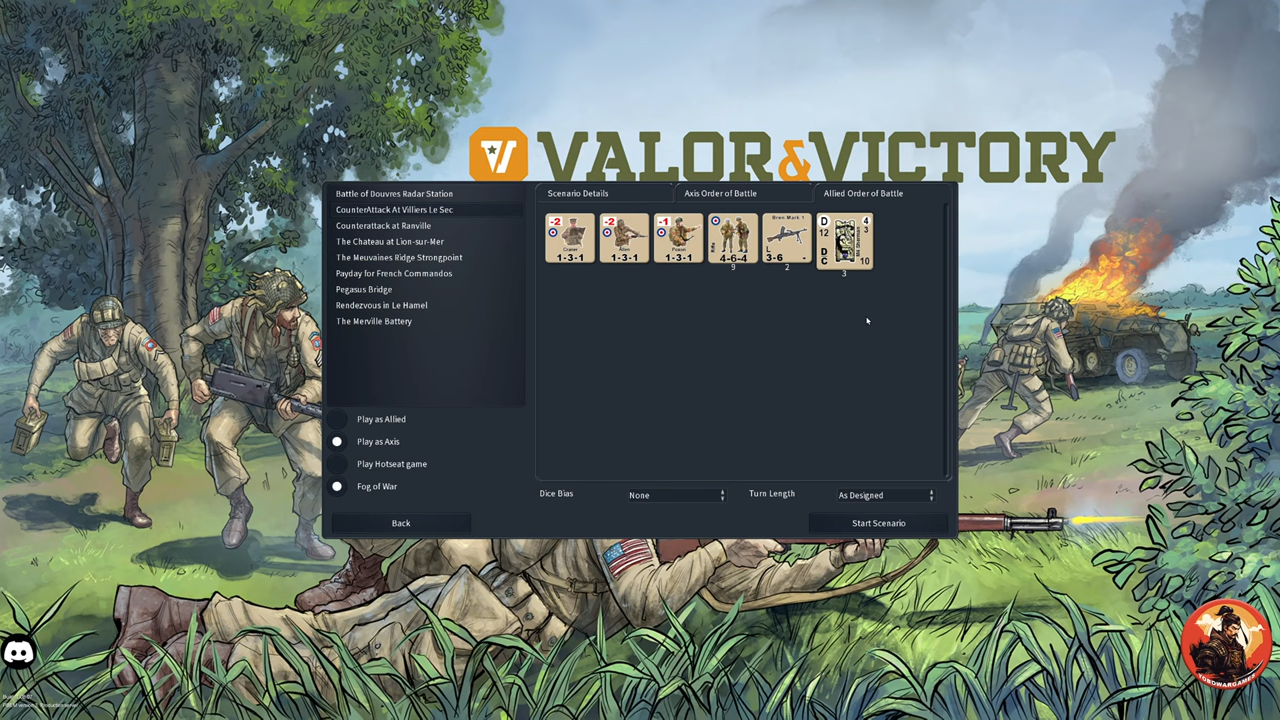 VALOR&VICTORY
Battle of Douvres Radar Station
CounterAttack At Villiers Le Sec
Counterattack at Ranville
The Chateau at Lion-sur-Mer
The Meuvaines Ridge Strongpoint
Payday for French Commandos
Pegasus Bridge
Rendezvous in Le Hamel
The Merville Battery
Play as Allied
Play as Axis
Play Hotseat game
Fog of War
Back
Scenario Details
Axis Order of Battle
Allied Order of Battle
-2
1-3-1
-2
Allen
1-3-1
-1
1-3-1
Rifle
4-6-4
9
Bren Mark 1
L
3-6 -
2
D 4
12 3
D
C 10
3
Dice Bias
None
Turn Length
As Designed
Start Scenario
YOROWARGAMES